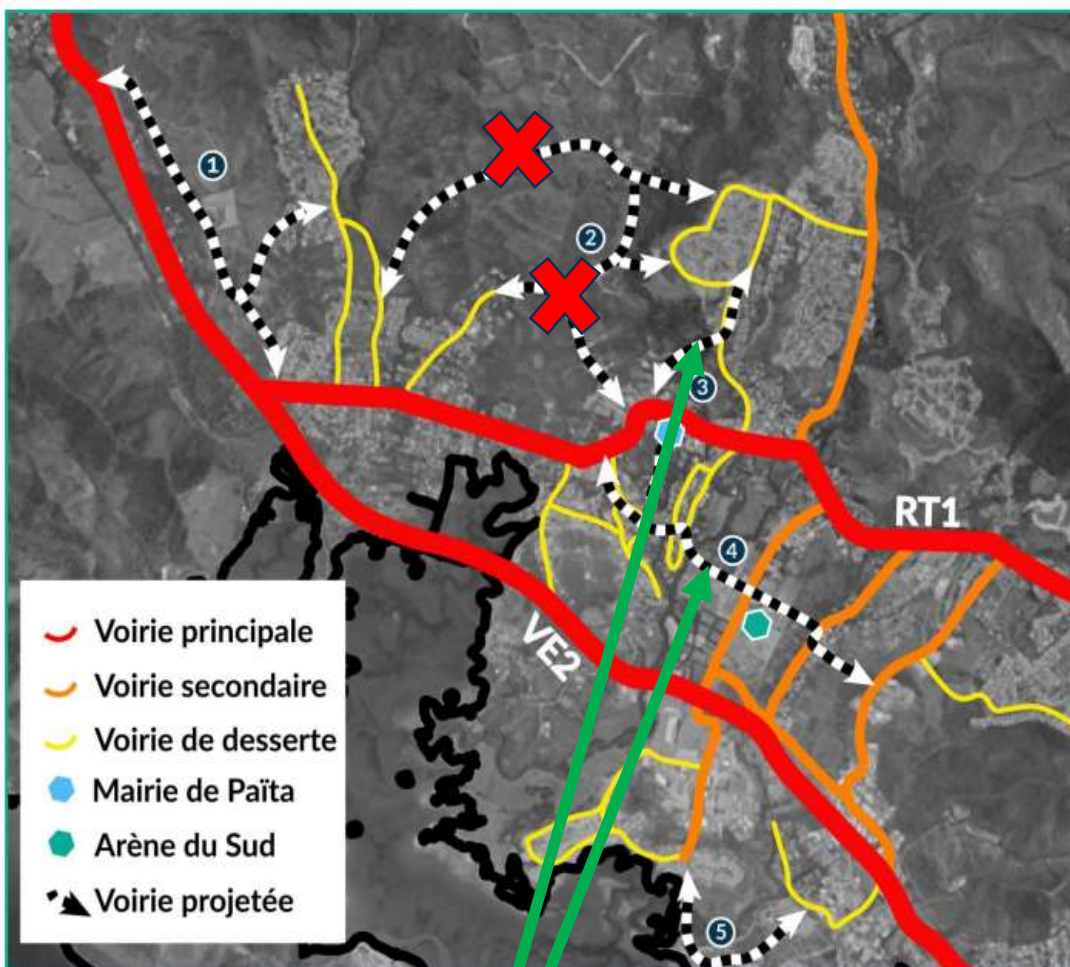 1
2
3
RT1
4
VE2
Voirie principale
Voirie secondaire
Voirie de desserte
Mairie de Païta
Arène du Sud
Voirie projetée
5